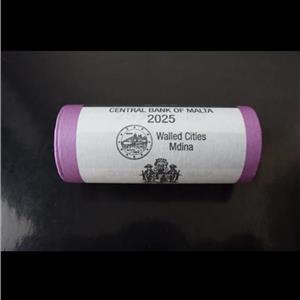 CENTRAL BANK OF MALTA
2025
Walled Cities
Mdina